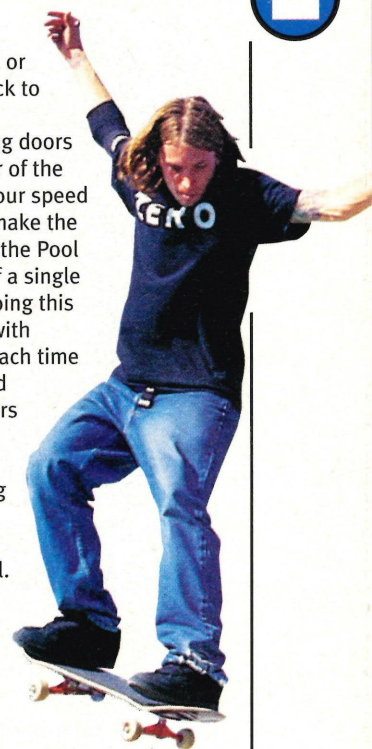 or
ck to
g doors
r of the
our speed
make the
the Pool
f a single
oing this
with
ach time
d
rs
g
l.
ZERO